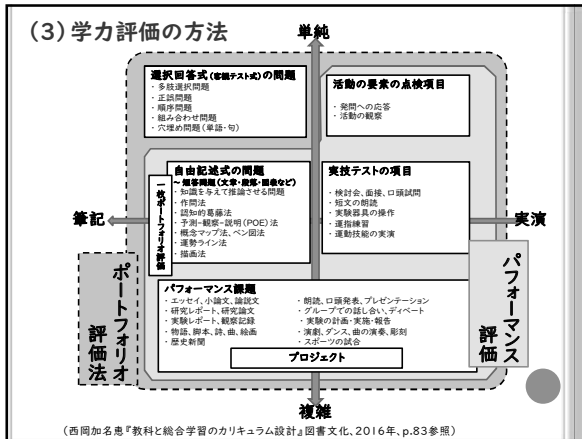 (3)学力評価の方法
単純
選択回答式(客観テスト式)の問題
・多肢選択問題
・正誤問題
・順序問題
・組み合わせ問題
・穴埋め問題(単語・句)
活動の要素の点検項目
・発問への応答
・活動の観察
自由記述式の問題
~短答問題(文章・段落・図表など)
・知識を与えて推論させる問題
・作問法
・認知的葛藤法
・予測-観察-説明(POE)法
・概念マップ法、ベン図法
・運勢ライン法
・描画法
一枚ポートフォリオ評価
実技テストの項目
・検討会、面接、口頭試問
・短文の朗読
・実験器具の操作
・運指練習
・運動技能の実演
筆記
実演
パフォーマンス課題
・エッセイ、小論文、論説文
・研究レポート、研究論文
・実験レポート、観察記録
・物語、脚本、詩、曲、絵画
・歴史新聞
・朗読、口頭発表、プレゼンテーション
・グループでの話し合い、ディベート
・実験の計画・実施・報告
・演劇、ダンス、曲の演奏、彫刻
・スポーツの試合
プロジェクト
ポートフォリオ
評価法
パフォーマンス
評価
複雑
(西岡加名恵『教科と総合学習のカリキュラム設計』図書文化、2016年、p.83参照)